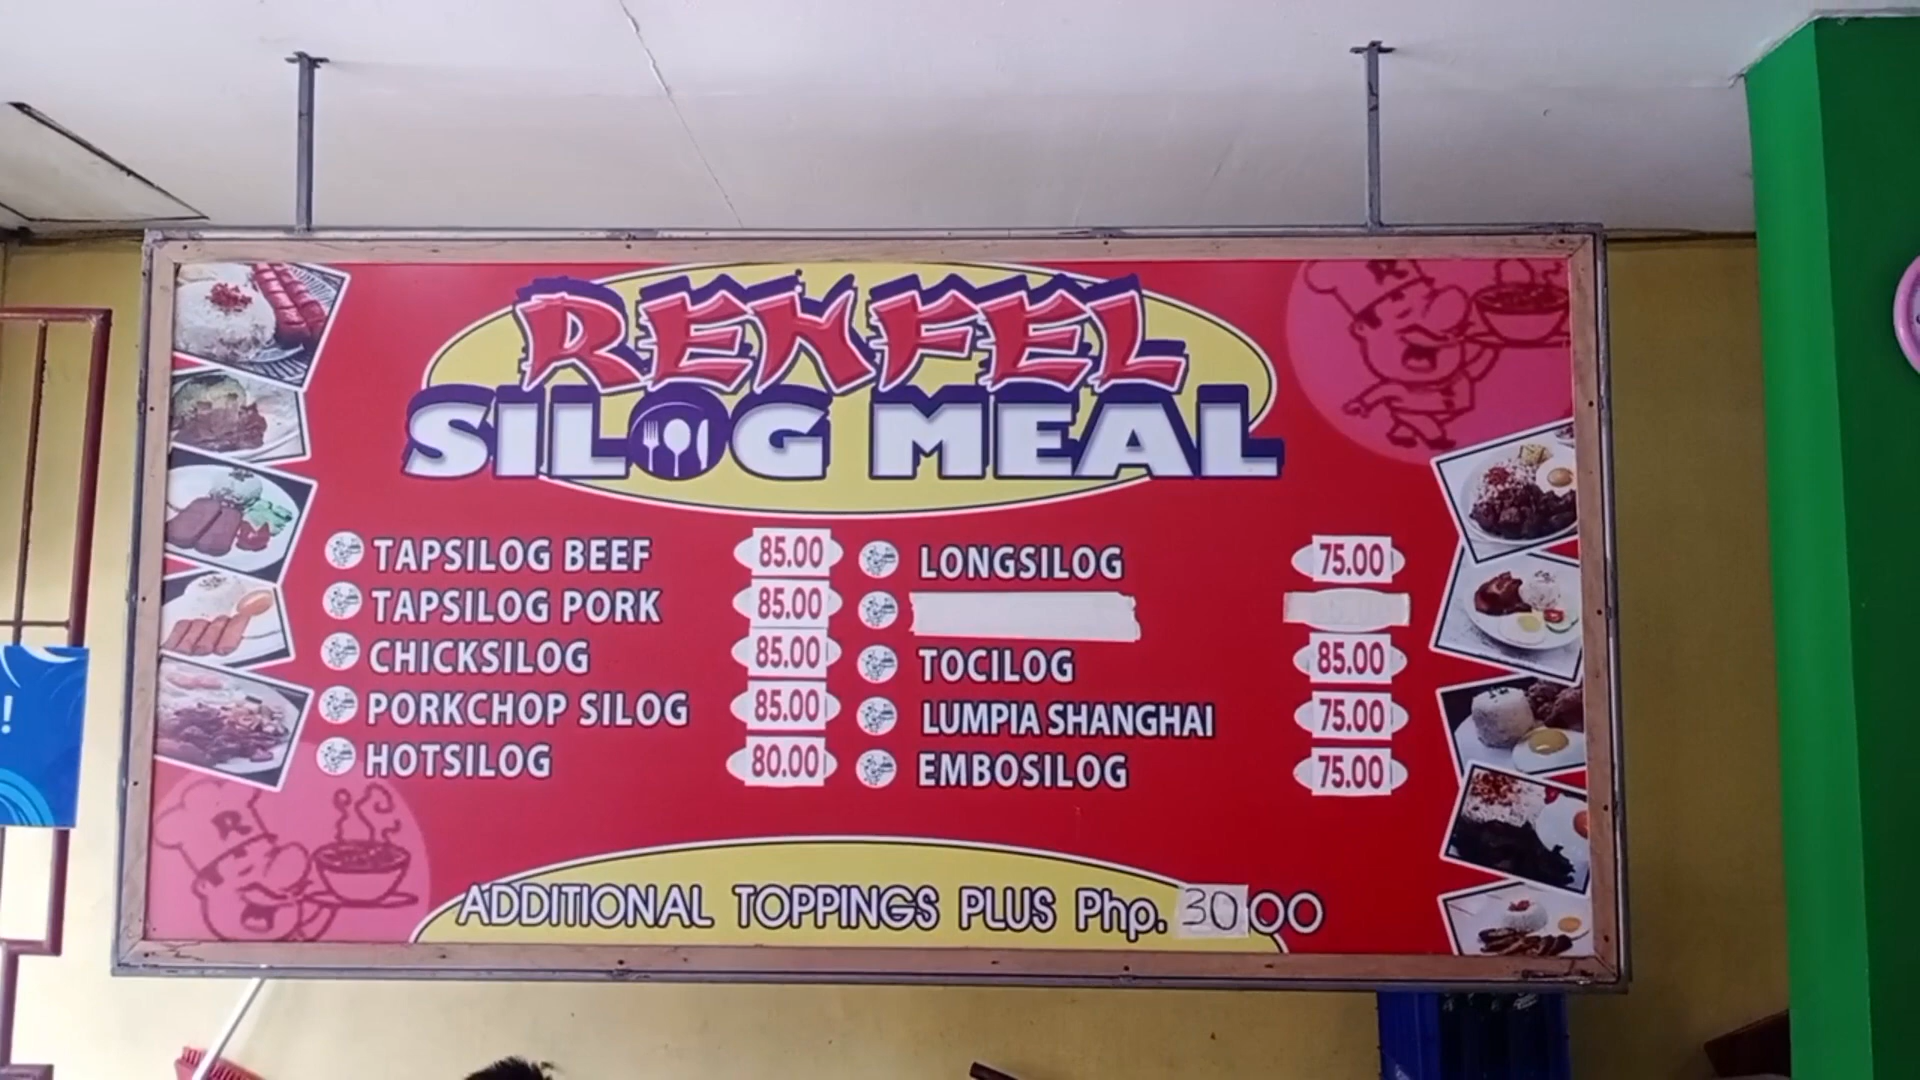 RENFEL
SILOG MEAL
TAPSILOG BEEF 85.00
TAPSILOG PORK 85.00
CHICKSILOG 85.00
PORKCHOP SILOG 85.00
HOTSILOG 80.00
LONGSILOG 75.00
TOCILOG 85.00
LUMPIA SHANGHAI 75.00
EMBOSILOG 75.00
ADDITIONAL TOPPINGS PLUS Php. 30.00
R
R
!